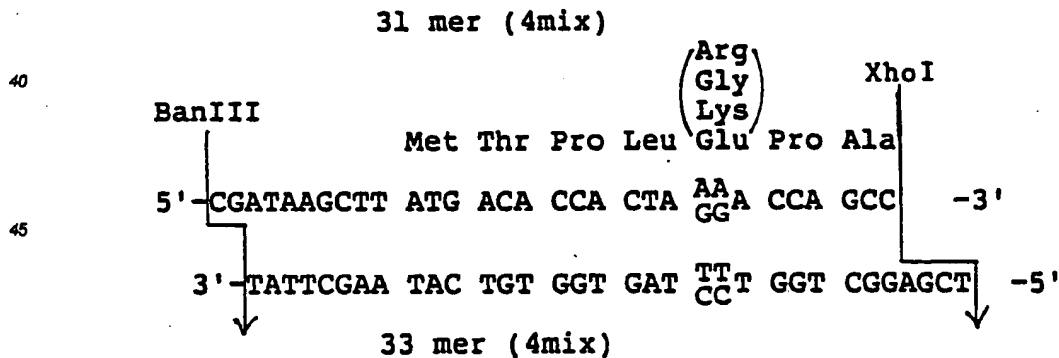 31 mer (4mix)
40
Arg
Gly
Lys
XhoI
BanIII
Met Thr Pro Leu Glu Pro Ala
5'-CGATAAGCTT ATG ACA CCA CTA AA/GG A CCA GCC -3'
45
3'-TATTCGAA TAC TGT GGT GAT TT/CC T GGT CGGAGCT -5'
33 mer (4mix)